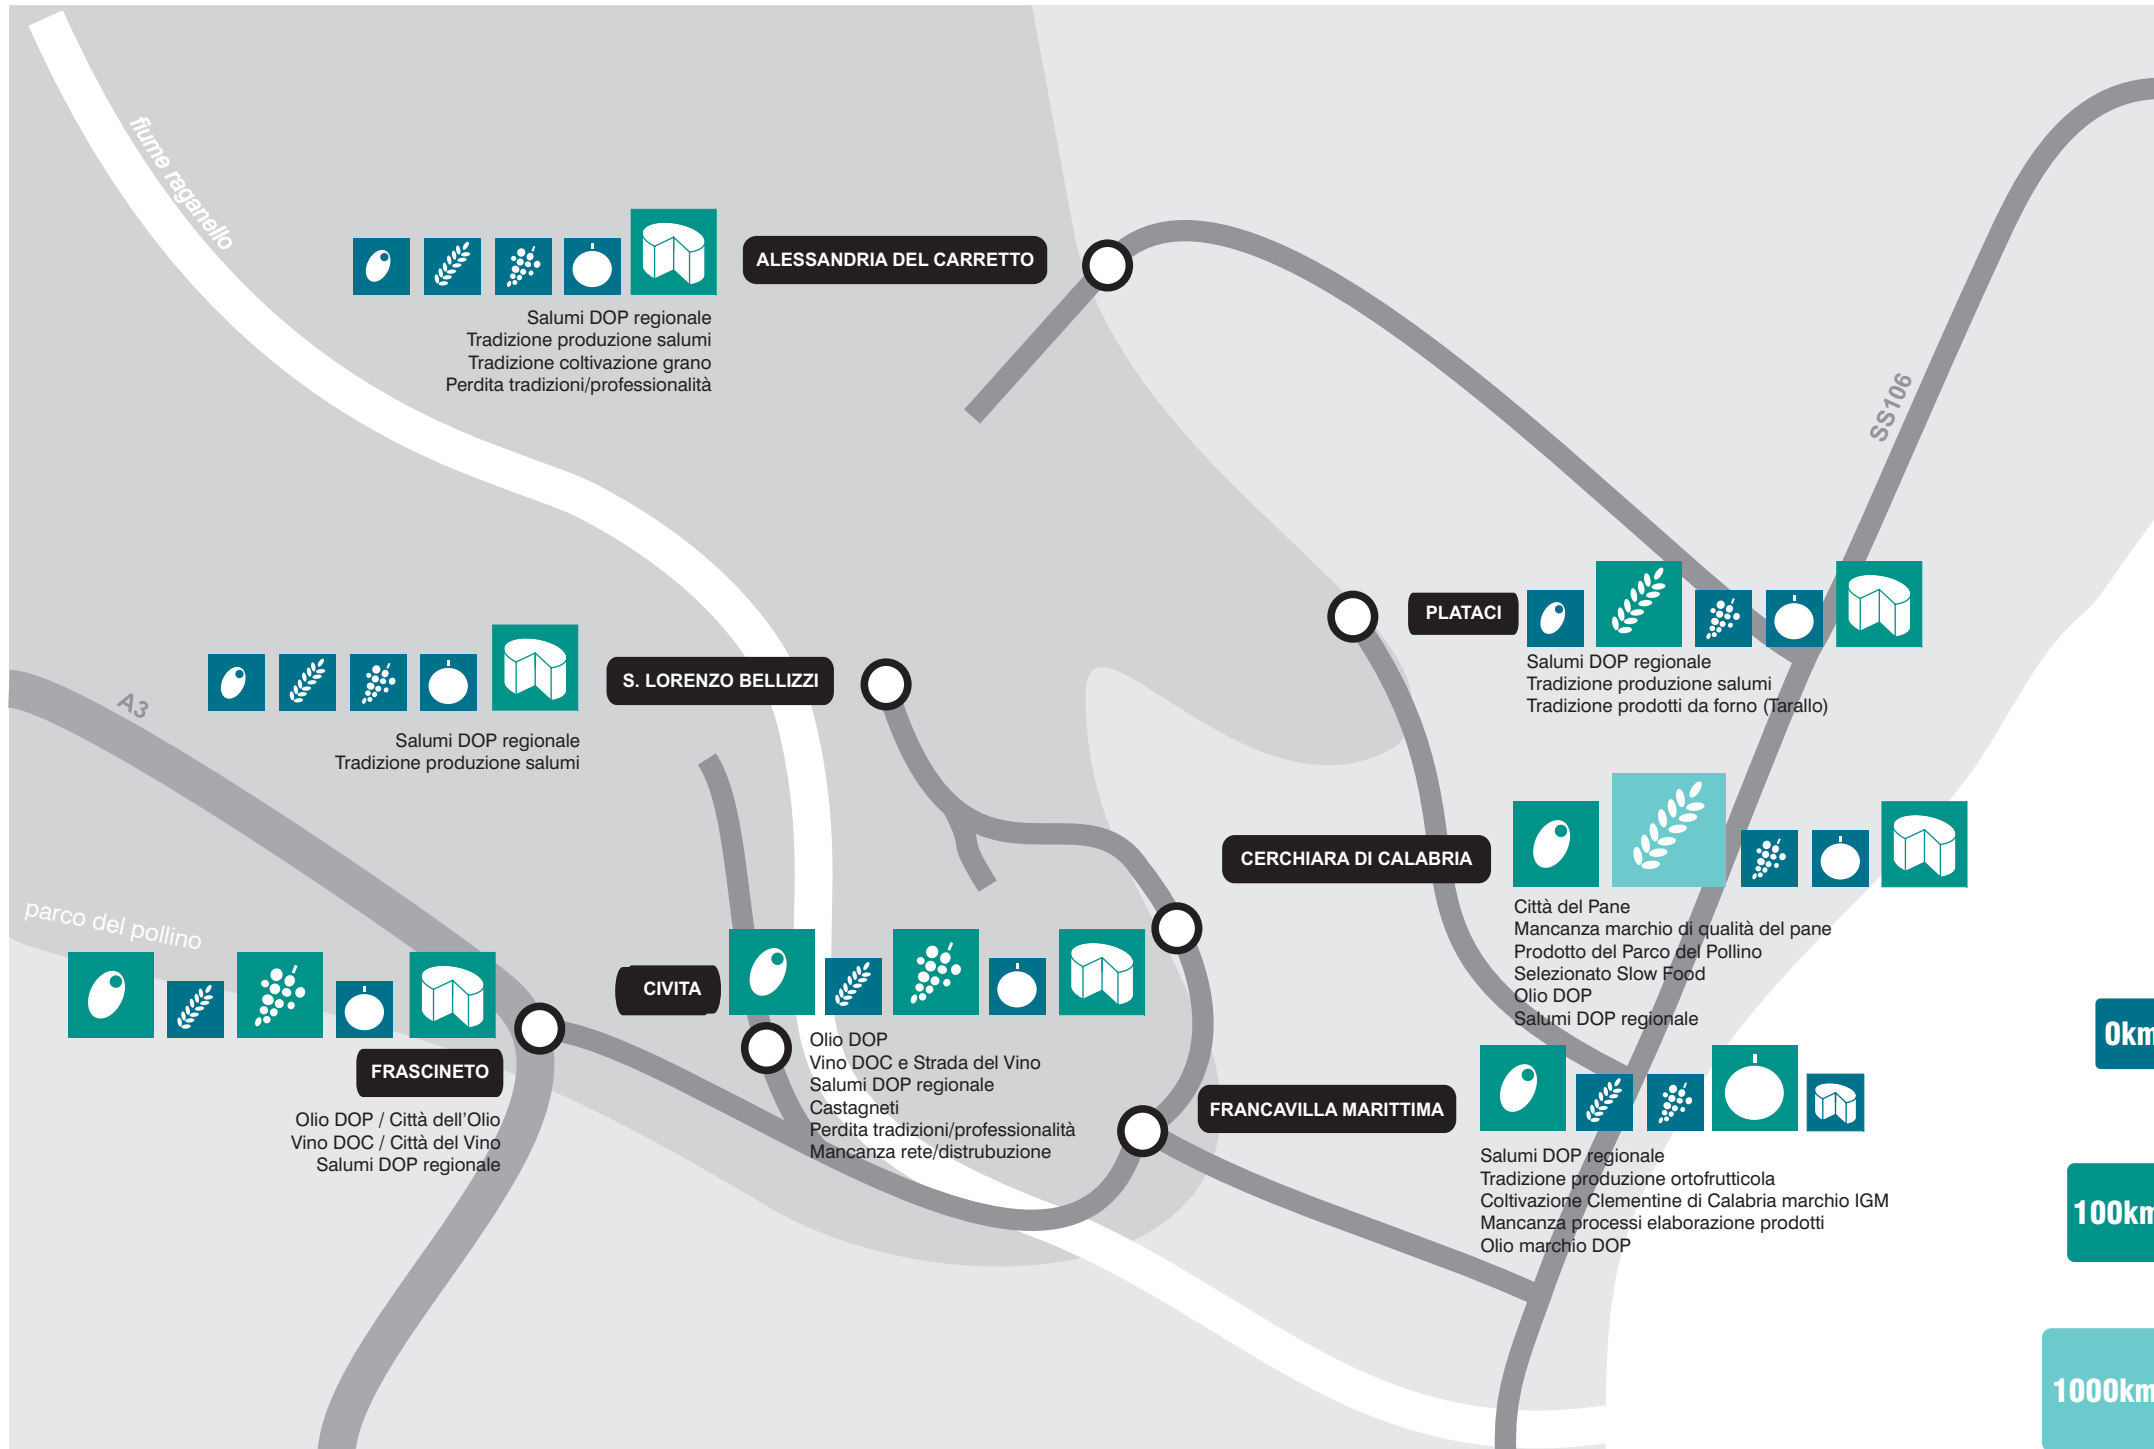 fiume raganello
ALESSANDRIA DEL CARRETTO
Salumi DOP regionale
Tradizione produzione salumi
Tradizione coltivazione grano
Perdita tradizioni/professionalità
SS106
PLATACI
Salumi DOP regionale
Tradizione produzione salumi
Tradizione prodotti da forno (Tarallo)
S. LORENZO BELLIZZI
Salumi DOP regionale
Tradizione produzione salumi
A3
CERCHIARA DI CALABRIA
Città del Pane
Mancanza marchio di qualità del pane
Prodotto del Parco del Pollino
Selezionato Slow Food
Olio DOP
Salumi DOP regionale
parco del pollino
CIVITA
Olio DOP
Vino DOC e Strada del Vino
Salumi DOP regionale
Castagneti
Perdita tradizioni/professionalità
Mancanza rete/distrubuzione
FRASCINETO
Olio DOP / Città dell'Olio
Vino DOC / Città del Vino
Salumi DOP regionale
FRANCAVILLA MARITTIMA
Salumi DOP regionale
Tradizione produzione ortofrutticola
Coltivazione Clementine di Calabria marchio IGM
Mancanza processi elaborazione prodotti
Olio marchio DOP
0km
100km
1000km